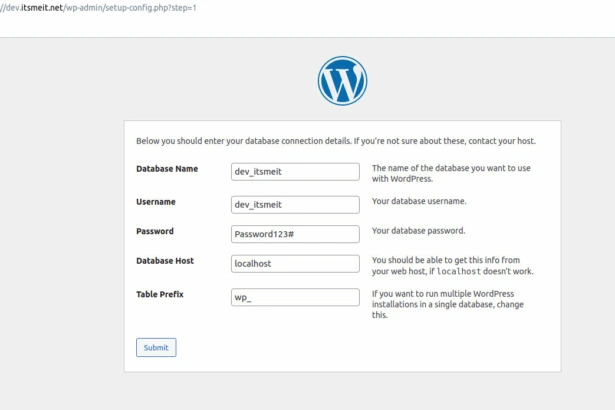 //dev.itsmeit.net/wp-admin/setup-config.php?step=1
W
Below you should enter your database connection details. If you're not sure about these, contact your host.
Database Name
dev_itsmeit
The name of the database you want to use
with WordPress.
Username
dev_itsmeit
Your database username.
Password
Password123#
Your database password.
Database Host
localhost
You should be able to get this info from
your web host, if localhost doesn't work.
Table Prefix
wp_
If you want to run multiple WordPress
installations in a single database, change
this.
Submit